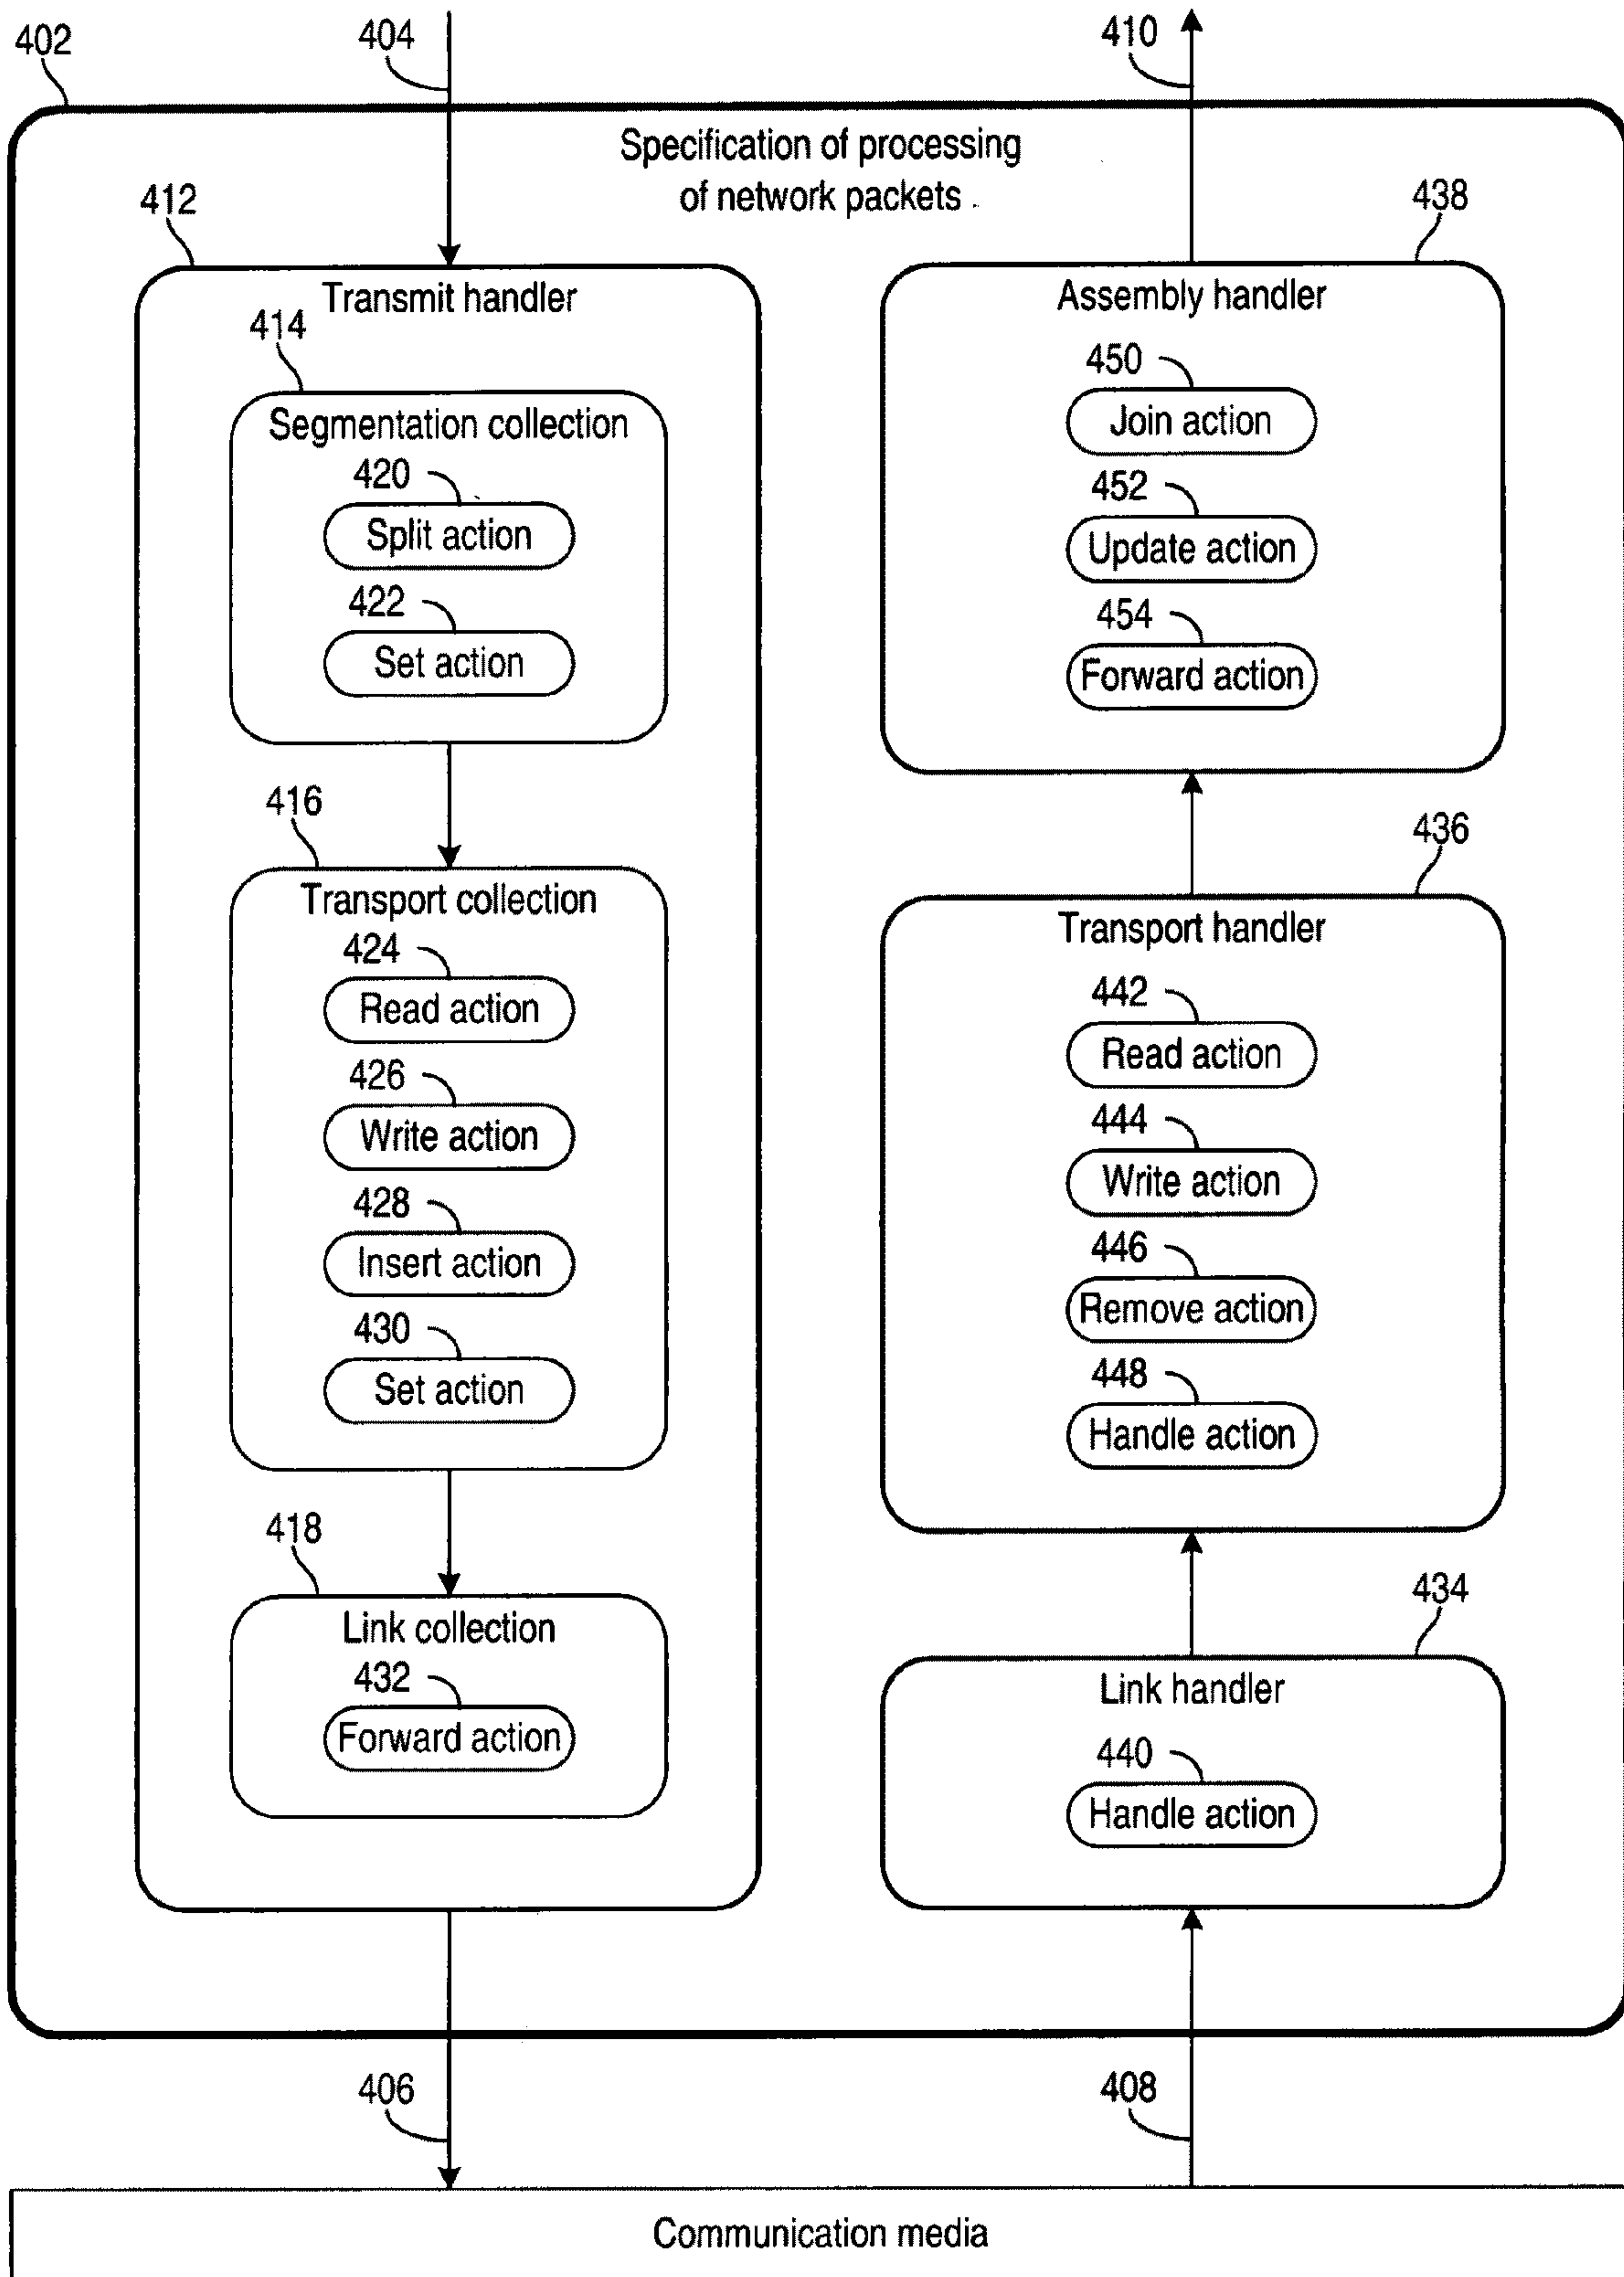 402
404
410
Specification of processing
of network packets
412
Transmit handler
414
Segmentation collection
420
Split action
422
Set action
416
Transport collection
424
Read action
426
Write action
428
Insert action
430
Set action
418
Link collection
432
Forward action
438
Assembly handler
450
Join action
452
Update action
454
Forward action
436
Transport handler
442
Read action
444
Write action
446
Remove action
448
Handle action
434
Link handler
440
Handle action
406
408
Communication media